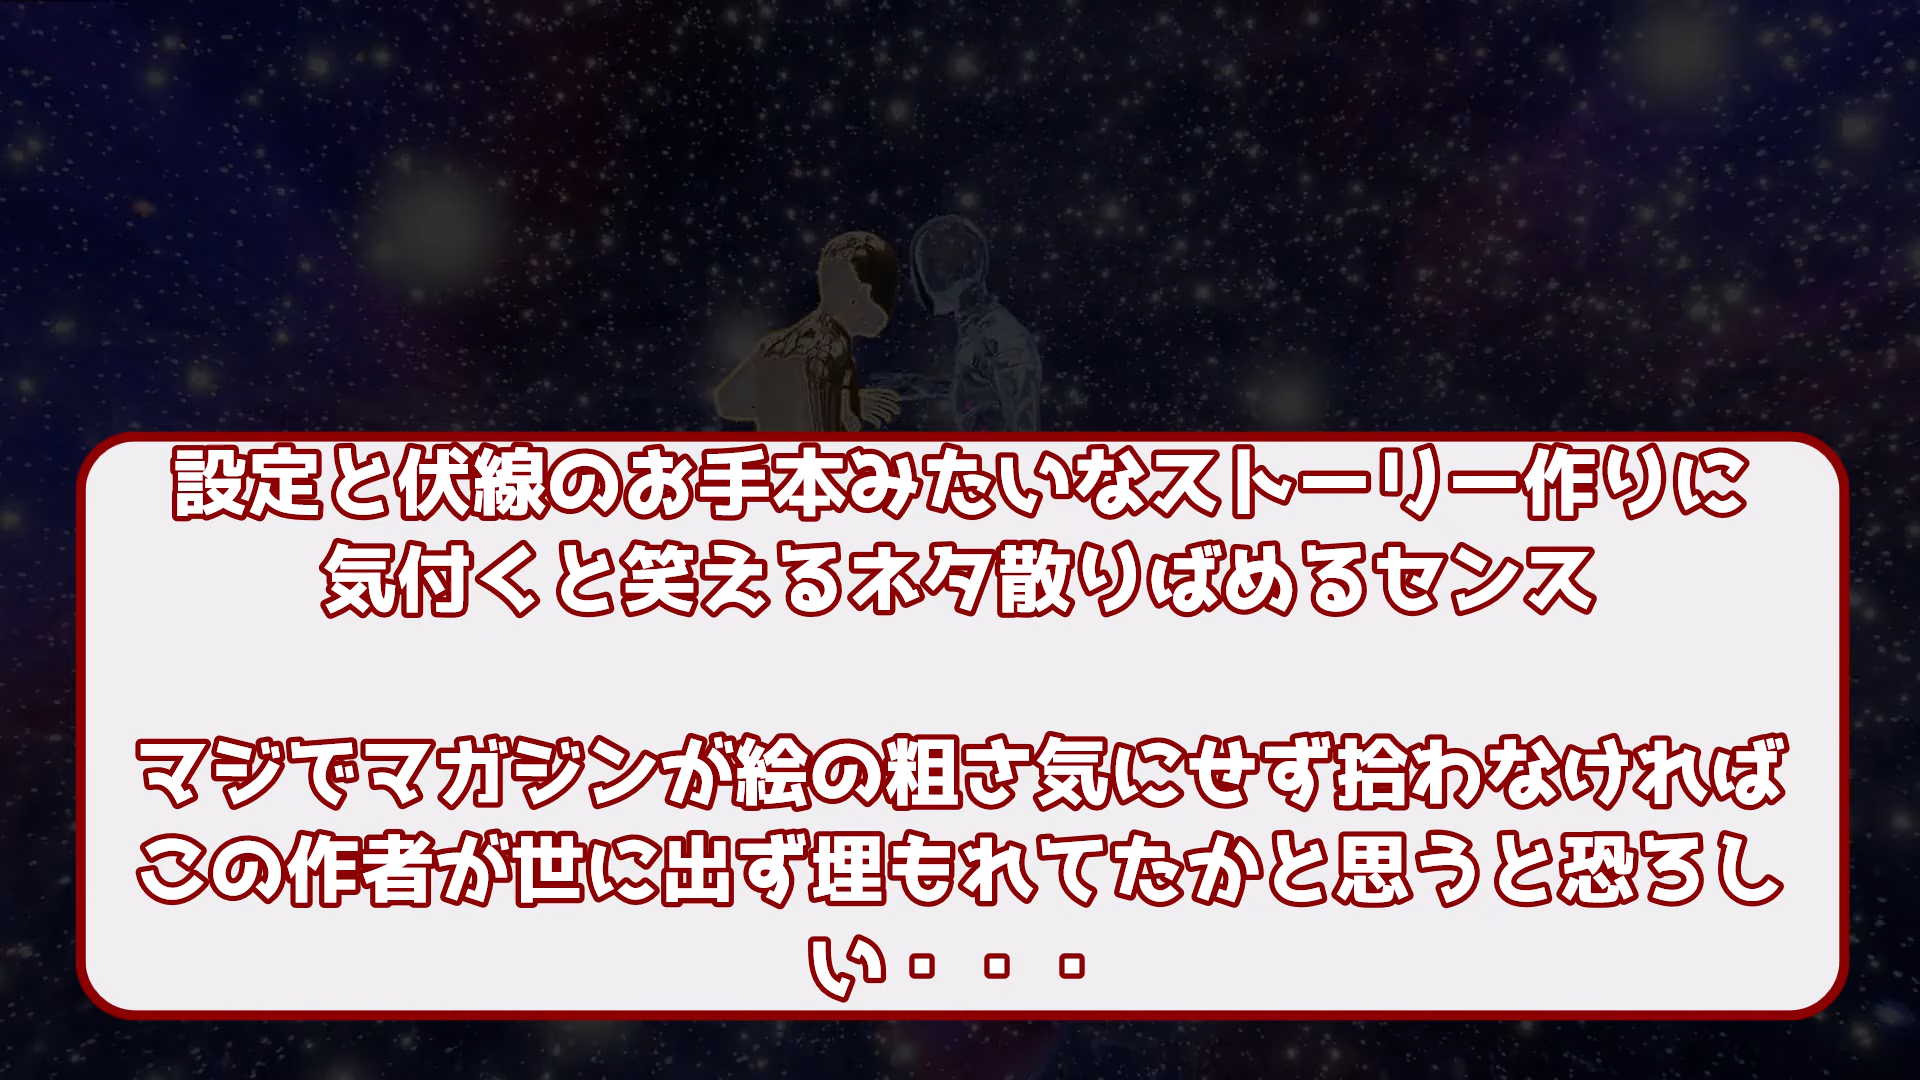 設定と伏線のお手本みたいなストーリー作りに
気付くと笑えるネタ散りばめるセンス
マジでマガジンが絵の粗さ気にせず拾わなければ
この作者が世に出ず埋もれてたかと思うと恐ろし
い・・・